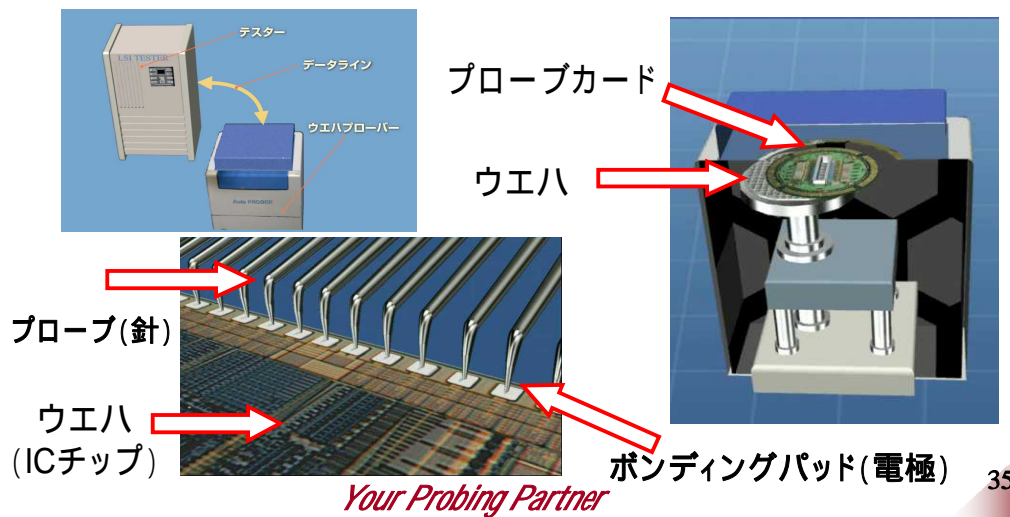 テスター
LSI TESTER
データライン
ウエハプローバー
Auto PROBER
プローブカード
ウエハ
プローブ(針)
ウエハ
(ICチップ)
ボンディングパッド(電極)
Your Probing Partner
35